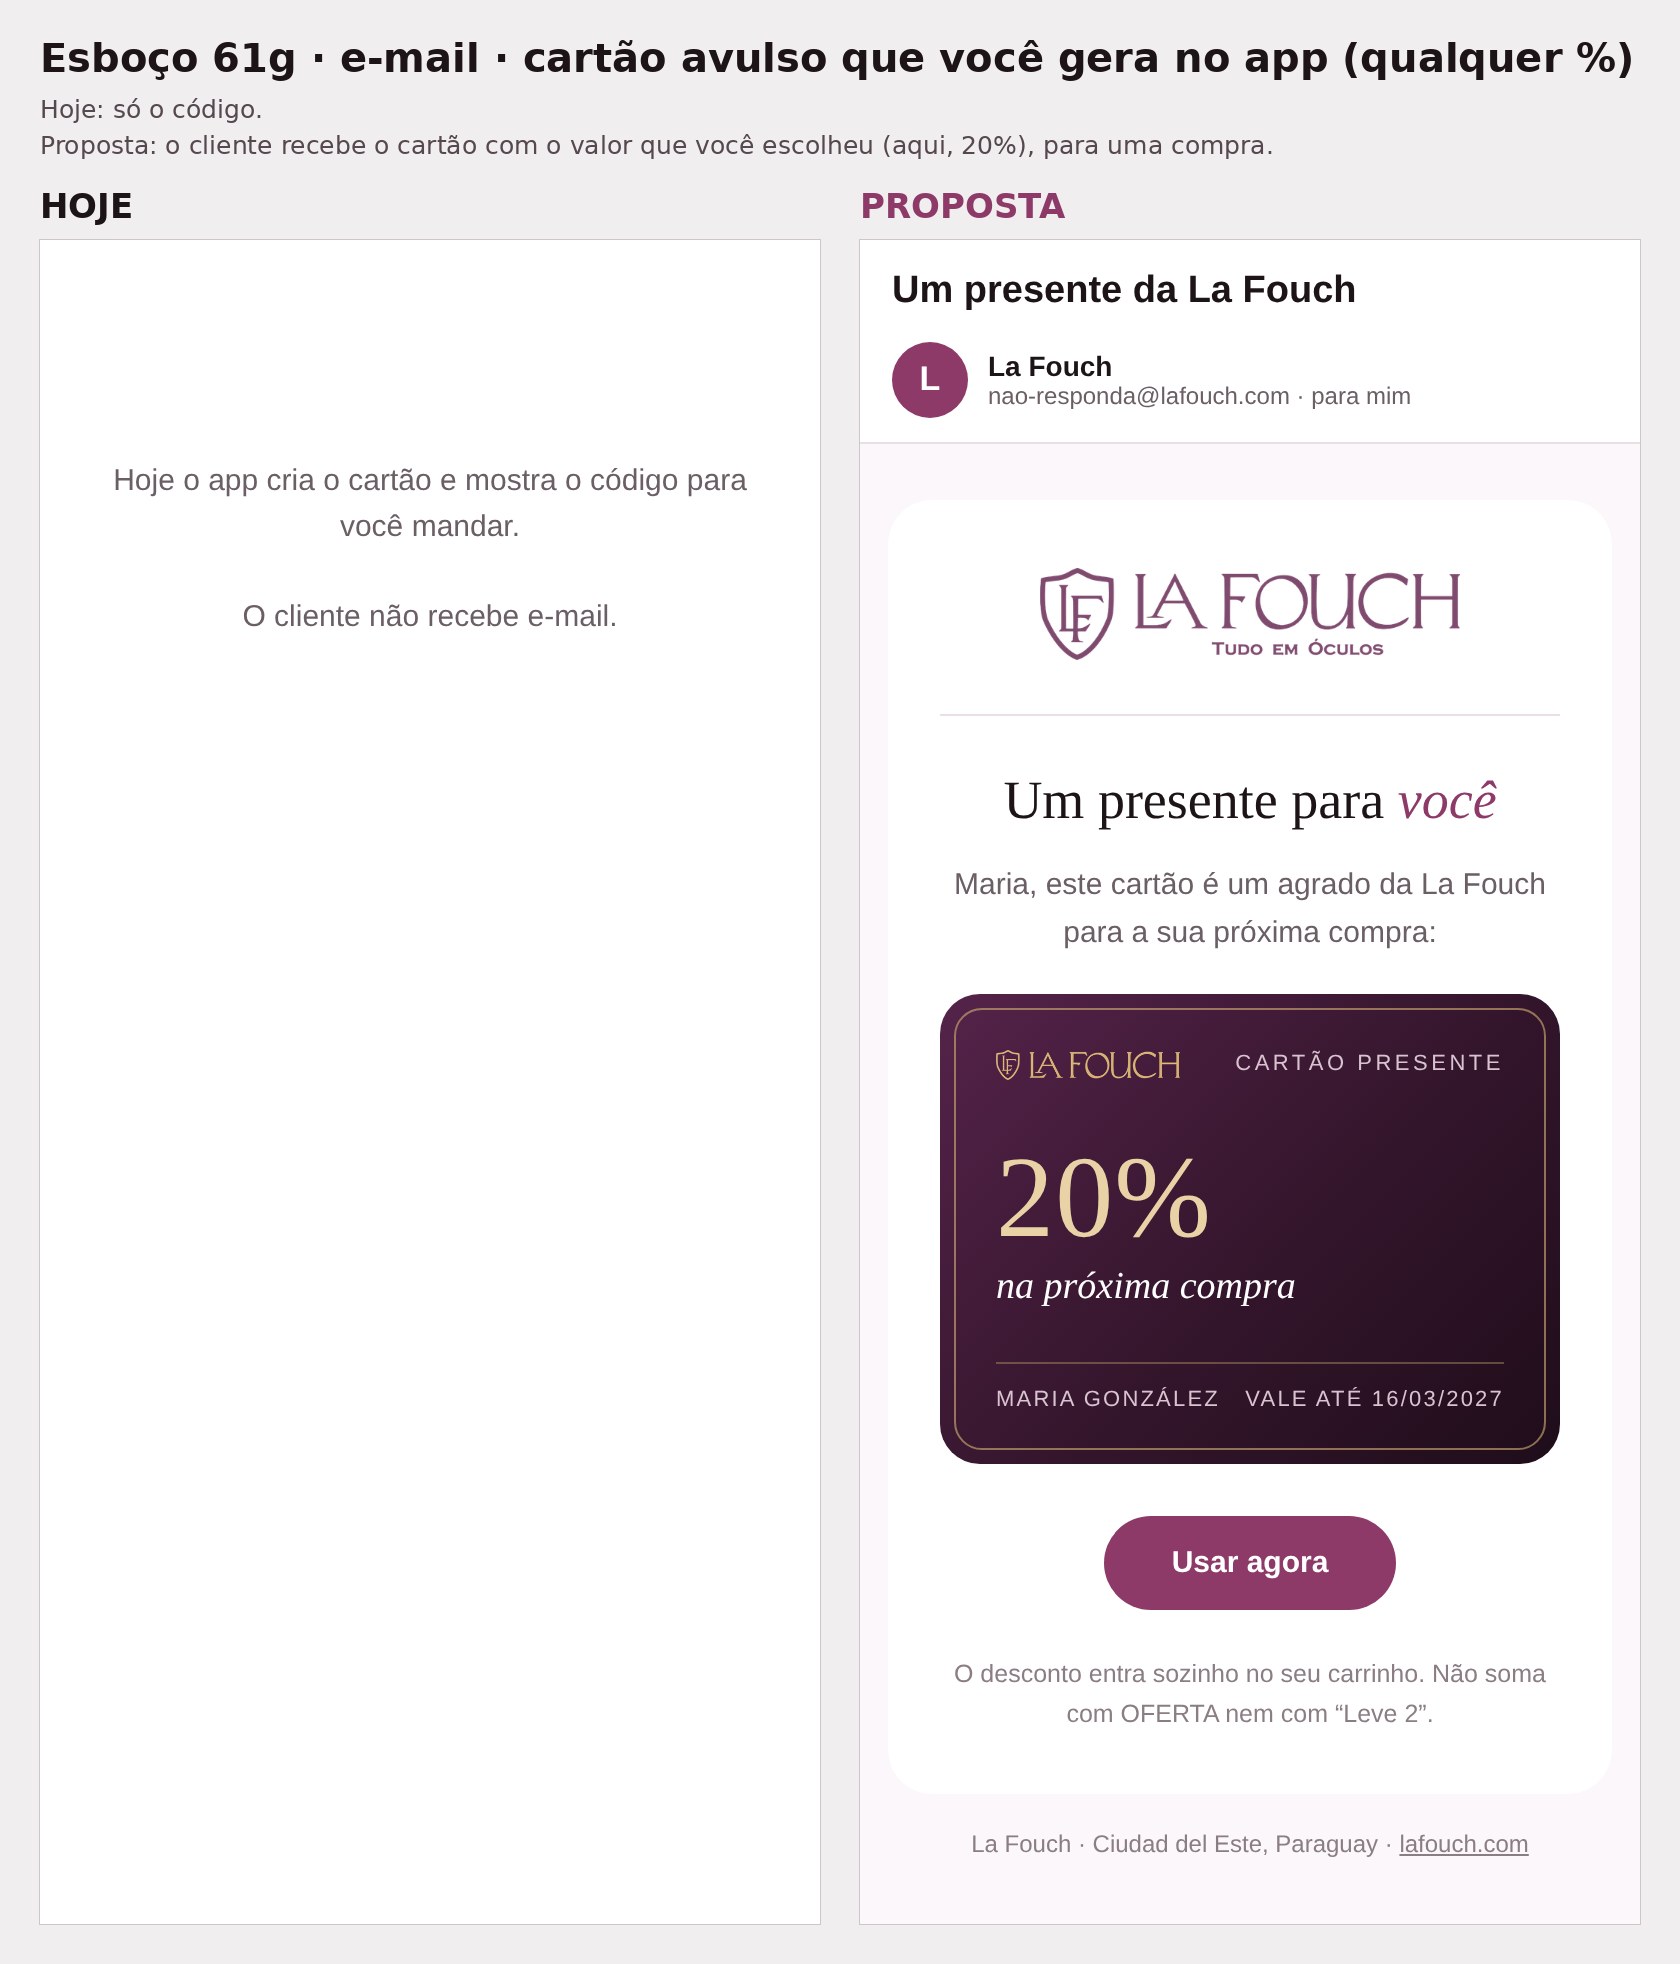 Esboço 61g · e-mail · cartão avulso que você gera no app (qualquer %)
Hoje: só o código.
Proposta: o cliente recebe o cartão com o valor que você escolheu (aqui, 20%), para uma compra.
HOJE
Hoje o app cria o cartão e mostra o código para
você mandar.
O cliente não recebe e-mail.
PROPOSTA
Um presente da La Fouch
L
La Fouch
nao-responda@lafouch.com · para mim
LF LA FOUCH
TUDO EM ÓCULOS
Um presente para você
Maria, este cartão é um agrado da La Fouch
para a sua próxima compra:
LF LA FOUCH CARTÃO PRESENTE
20%
na próxima compra
MARIA GONZÁLEZ VALE ATÉ 16/03/2027
Usar agora
O desconto entra sozinho no seu carrinho. Não soma
com OFERTA nem com “Leve 2”.
La Fouch · Ciudad del Este, Paraguay · lafouch.com